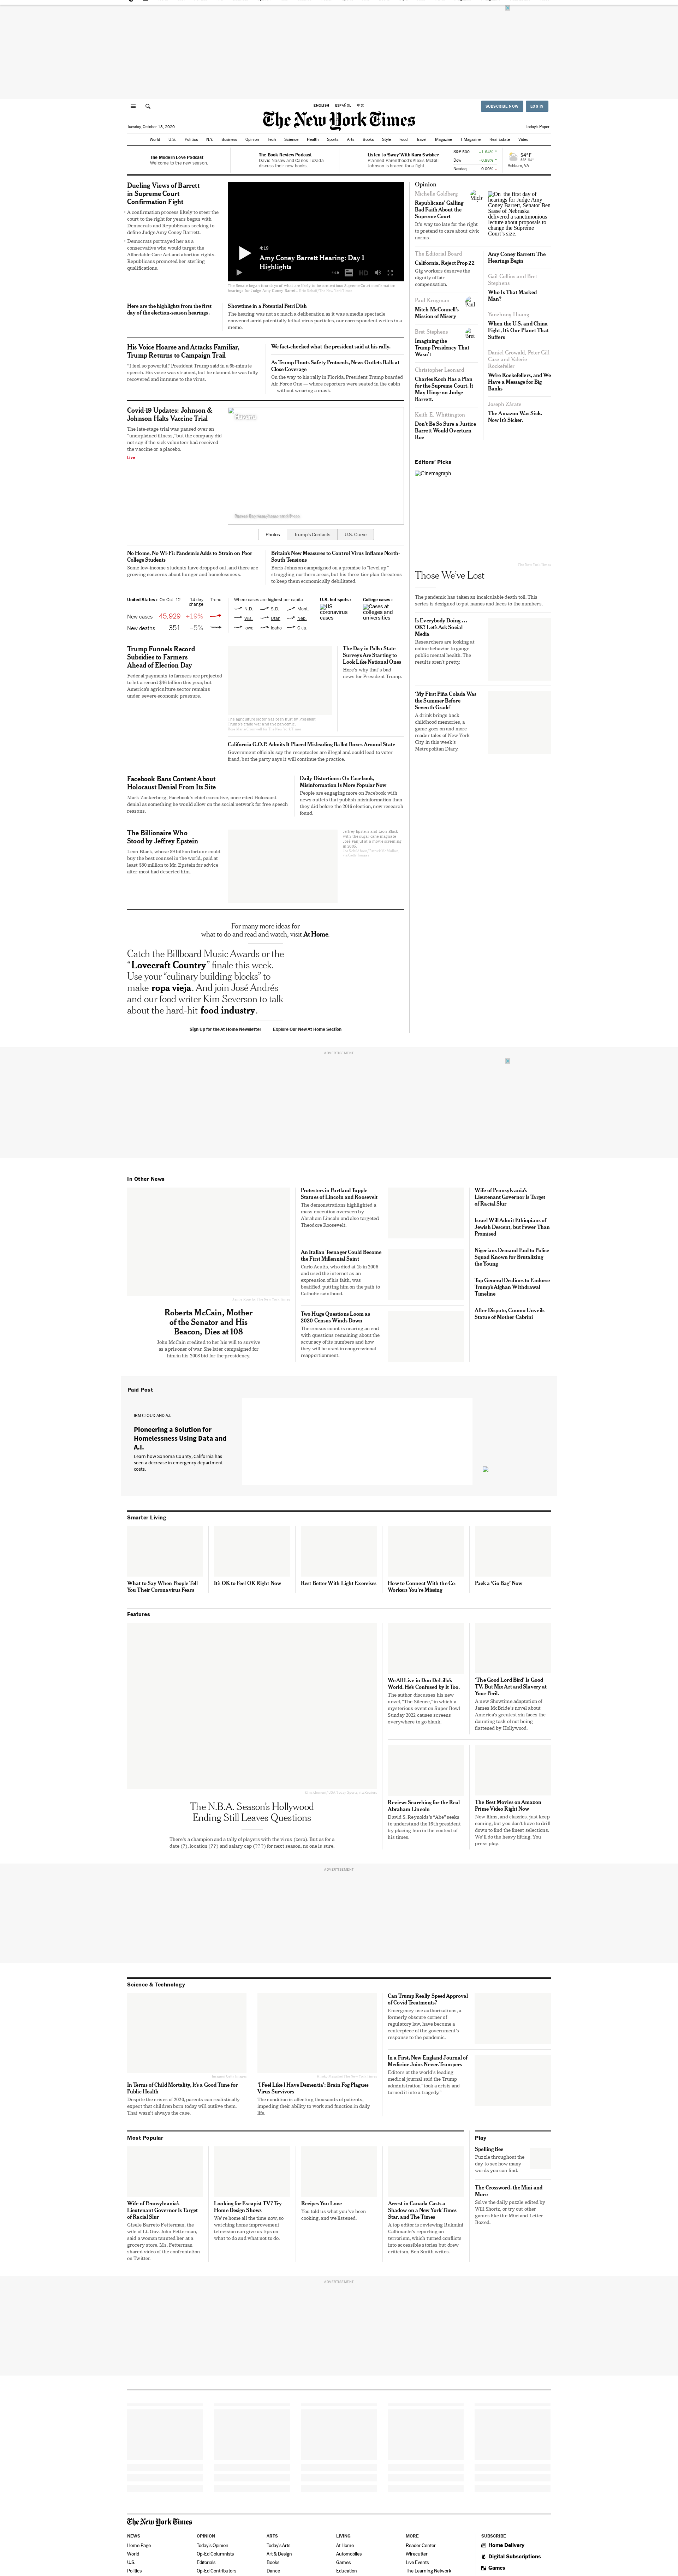 ENGLISH ESPAÑOL 中文
SUBSCRIBE NOW LOG IN
The New York Times
Tuesday, October 13, 2020
Today's Paper
World U.S. Politics N.Y. Business Opinion Tech Science Health Sports Arts Books Style Food Travel Magazine T Magazine Real Estate Video
The Modern Love Podcast
Welcome to the new season
The Book Review Podcast
David Nasaw and Carlos Lozada
discuss their new books.
Listen to 'Sway' With Kara Swisher
Planned Parenthood's Alexis McGill
Johnson is braced for a fight.
S&P 500 +1.64% ↑
Dow +0.88% ↑
Nasdaq 0.00% ↕
54°F
Ashburn, VA
Dueling Views of Barrett
in Supreme Court
Confirmation Fight
A confirmation process likely to steer the
court to the right for years began with
Democrats and Republicans seeking to
define Judge Amy Coney Barrett.
Democrats portrayed her as a
conservative who would target the
Affordable Care Act and abortion rights.
Republicans promoted her sterling
qualifications.
4:19
Amy Coney Barrett Hearing: Day 1
Highlights
4:19 HD
Here are the highlights from the first
day of the election-season hearings.
Showtime in a Potential Petri Dish
The hearing was not so much a deliberation as it was a media spectacle
conceived amid potentially lethal virus particles, our correspondent writes in a
memo.
His Voice Hoarse and Attacks Familiar,
Trump Returns to Campaign Trail
"I feel so powerful," President Trump said in a 65-minute
speech. His voice was strained, but he claimed he was fully
recovered and immune to the virus.
We fact-checked what the president said at his rally.
As Trump Flouts Safety Protocols, News Outlets Balk at
Close Coverage
On the way to his rally in Florida, President Trump boarded
Air Force One — where reporters were seated in the cabin
— without wearing a mask.
Covid-19 Updates: Johnson &
Johnson Halts Vaccine Trial
The late-stage trial was paused over an
"unexplained illness," but the company did
not say if the sick volunteer had received
the vaccine or a placebo.
Live
Photos Trump's Contacts U.S. Curve
No Home, No Wi-Fi: Pandemic Adds to Strain on Poor
College Students
Some low income students have dropped out, and there are
growing concerns about hunger and homelessness.
Britain's New Measures to Control Virus Inflame North-
South Tensions
Boris Johnson campaigned on a promise to "level up"
struggling northern areas, but his three-tier plan threatens
to keep them economically debilitated.
United States › On Oct. 12 14-day
change Trend
New cases 45,929 +19%
New deaths 351 –5%
Where cases are highest per capita
N.D. S.D. Mont.
Wis. Utah Neb.
Iowa Idaho Okla.
U.S. hot spots ›
US
coronavirus
cases
College cases ›
Cases at
colleges and
universities
Trump Funnels Record
Subsidies to Farmers
Ahead of Election Day
Federal payments to farmers are projected
to hit a record $46 billion this year, but
America's agriculture sector remains
under severe economic pressure.
The agriculture sector has been hurt by President
Trump's trade war and the pandemic.
The Day in Polls: State
Surveys Are Starting to
Look Like National Ones
Here's why that's bad
news for President Trump.
California G.O.P. Admits It Placed Misleading Ballot Boxes Around State
Government officials say the receptacles are illegal and could lead to voter
fraud, but the party says it will continue the practice.
Facebook Bans Content About
Holocaust Denial From Its Site
Mark Zuckerberg, Facebook's chief executive, once cited Holocaust
denial as something he would allow on the social network for free speech
reasons.
Daily Distortions: On Facebook,
Misinformation Is More Popular Now
People are engaging more on Facebook with
news outlets that publish misinformation than
they did before the 2016 election, new research
found.
The Billionaire Who
Stood by Jeffrey Epstein
Leon Black, whose $9 billion fortune could
buy the best counsel in the world, paid at
least $50 million to Mr. Epstein for advice
after most had deserted him.
For many more ideas for
what to do and read and watch, visit At Home.
Catch the Billboard Music Awards or the
"Lovecraft Country" finale this week.
Use your "culinary building blocks" to
make ropa vieja. And join José Andrés
and our food writer Kim Severson to talk
about the hard-hit food industry.
Sign Up for the At Home Newsletter Explore Our New At Home Section
Opinion
Michelle Goldberg
Republicans' Galling
Bad Faith About the
Supreme Court
It's way too late for the right
to pretend to care about civic
norms.
Mich
The Editorial Board
California, Reject Prop 22
Gig workers deserve the
dignity of fair
compensation.
Paul Krugman
Mitch McConnell's
Mission of Misery
Paul
Bret Stephens
Imagining the
Trump Presidency That
Wasn't
Bret
Christopher Leonard
Charles Koch Has a Plan
for the Supreme Court. It
May Hinge on Judge
Barrett.
Keith E. Whittington
Don't Be So Sure a Justice
Barrett Would Overturn
Roe
On the first day of
hearings for Judge Amy
Coney Barrett, Senator Ben
Sasse of Nebraska
delivered a sanctimonious
lecture about proposals to
change the Supreme
Court's size.
Amy Coney Barrett: The
Hearings Begin
Gail Collins and Bret
Stephens
Who Is That Masked
Man?
Yanzhong Huang
When the U.S. and China
Fight, It's Our Planet That
Suffers
Daniel Growald, Peter Gill
Case and Valerie
Rockefeller
We're Rockefellers, and We
Have a Message for Big
Banks
Joseph Zárate
The Amazon Was Sick.
Now It's Sicker.
Editors' Picks
Cinemagraph
Those We've Lost
The pandemic has taken an incalculable death toll. This
series is designed to put names and faces to the numbers.
Is Everybody Doing …
OK? Let's Ask Social
Media
Researchers are looking at
online behavior to gauge
public mental health. The
results aren't pretty.
'My First Piña Colada Was
the Summer Before
Seventh Grade'
A drink brings back
childhood memories, a
game goes on and more
reader tales of New York
City in this week's
Metropolitan Diary.
ADVERTISEMENT
In Other News
Roberta McCain, Mother
of the Senator and His
Beacon, Dies at 108
John McCain credited to her his will to survive
as a prisoner of war. She later campaigned for
him in his 2008 bid for the presidency.
Protesters in Portland Topple
Statues of Lincoln and Roosevelt
The demonstrations highlighted a
mass execution overseen by
Abraham Lincoln and also targeted
Theodore Roosevelt.
An Italian Teenager Could Become
the First Millennial Saint
Carlo Acutis, who died at 15 in 2006
and used the internet as an
expression of his faith, was
beatified, putting him on the path to
Catholic sainthood.
Two Huge Questions Loom as
2020 Census Winds Down
The census count is nearing an end
with questions remaining about the
accuracy of its numbers and how
they will be used in congressional
reapportionment.
Wife of Pennsylvania's
Lieutenant Governor Is Target
of Racial Slur
Israel Will Admit Ethiopians of
Jewish Descent, but Fewer Than
Promised
Nigerians Demand End to Police
Squad Known for Brutalizing
the Young
Top General Declines to Endorse
Trump's Afghan Withdrawal
Timeline
After Dispute, Cuomo Unveils
Statue of Mother Cabrini
Paid Post
IBM CLOUD AND A.I.
Pioneering a Solution for
Homelessness Using Data and
A.I.
Learn how Sonoma County, California has
seen a decrease in emergency department
costs.
Smarter Living
What to Say When People Tell
You Their Coronavirus Fears
It's OK to Feel OK Right Now
Rest Better With Light Exercises
How to Connect With the Co-
Workers You're Missing
Pack a 'Go Bag' Now
Features
The N.B.A. Season's Hollywood
Ending Still Leaves Questions
There's a champion and a tally of players with the virus (zero). But as for a
date (?), location (??) and salary cap (???) for next season, no one is sure.
We All Live in Don DeLillo's
World. He's Confused by It Too.
The author discusses his new
novel, "The Silence," in which a
mysterious event on Super Bowl
Sunday 2022 causes screens
everywhere to go blank.
'The Good Lord Bird' Is Good
TV. But Mix Art and Slavery at
Your Peril.
A new Showtime adaptation of
James McBride's novel about
America's greatest sin faces the
daunting task of not being
flattened by Hollywood.
Review: Searching for the Real
Abraham Lincoln
David S. Reynolds's "Abe" seeks
to understand the 16th president
by placing him in the context of
his times.
The Best Movies on Amazon
Prime Video Right Now
New films, and classics, just keep
coming, but you don't have to drill
down to find the finest selections.
We'll do the heavy lifting. You
press play.
ADVERTISEMENT
Science & Technology
In Terms of Child Mortality, It's a Good Time for
Public Health
Despite the crises of 2020, parents can realistically
expect that children born today will outlive them.
That wasn't always the case.
'I Feel Like I Have Dementia': Brain Fog Plagues
Virus Survivors
The condition is affecting thousands of patients,
impeding their ability to work and function in daily
life.
Can Trump Really Speed Approval
of Covid Treatments?
Emergency-use authorizations, a
formerly obscure corner of
regulatory law, have become a
centerpiece of the government's
response to the pandemic.
In a First, New England Journal of
Medicine Joins Never-Trumpers
Editors at the world's leading
medical journal said the Trump
administration "took a crisis and
turned it into a tragedy."
Most Popular
Wife of Pennsylvania's
Lieutenant Governor Is Target
of Racial Slur
Gisele Barreto Fetterman, the
wife of Lt. Gov. John Fetterman,
said a woman taunted her at a
grocery store. Ms. Fetterman
shared video of the confrontation
on Twitter.
Looking for Escapist TV? Try
Home-Design Shows
We're home all the time now, so
watching home improvement
television can give us tips on
what to do and what not to do.
Recipes You Love
You told us what you've been
cooking, and we listened.
Arrest in Canada Casts a
Shadow on a New York Times
Star, and The Times
A top editor is reviewing Rukmini
Callimachi's reporting on
terrorism, which turned conflicts
into accessible stories but drew
criticism, Ben Smith writes.
Play
Spelling Bee
Puzzle throughout the
day to see how many
words you can find.
The Crossword, the Mini and
More
Solve the daily puzzle edited by
Will Shortz, or try out other
games like the Mini and Letter
Boxed.
ADVERTISEMENT
The New York Times
NEWS OPINION ARTS LIVING MORE SUBSCRIBE
Home Page Today's Opinion Today's Arts At Home Reader Center Home Delivery
World Op-Ed Columnists Art & Design Automobiles Wirecutter Digital Subscriptions
U.S. Editorials Books Games Live Events Games
Politics Op-Ed Contributors Dance Education The Learning Network